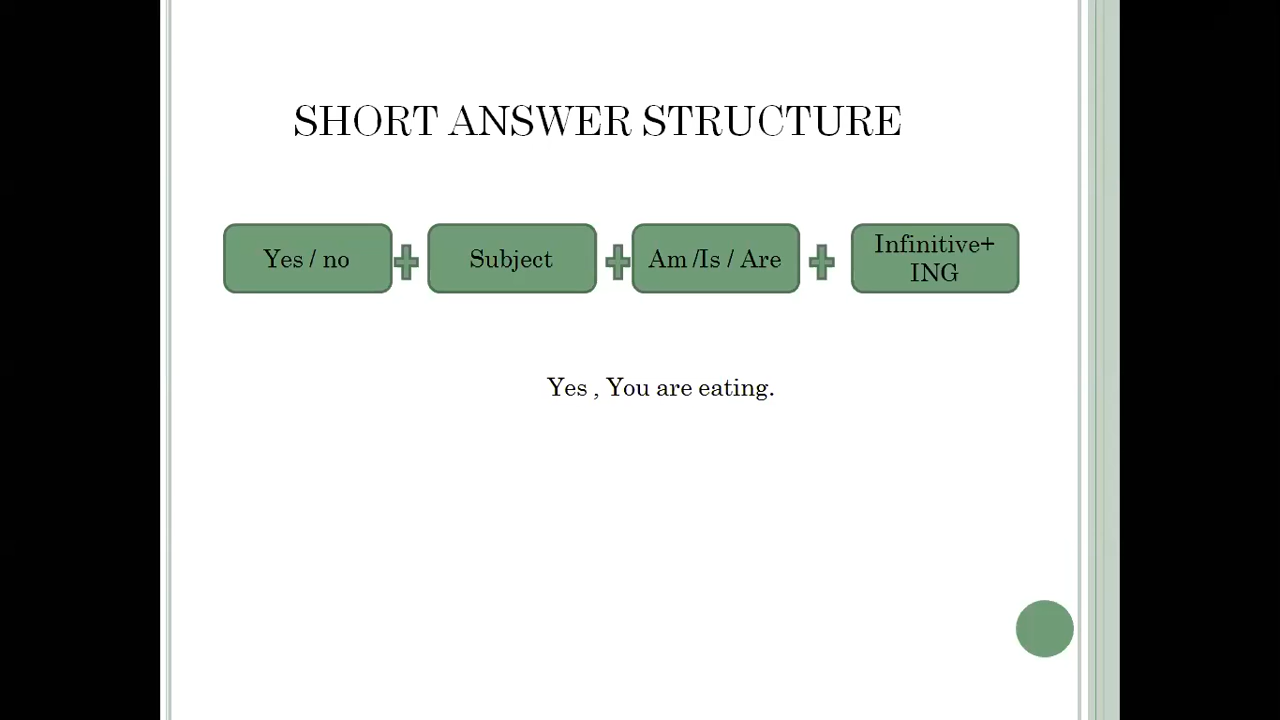 SHORT ANSWER STRUCTURE
Yes / no
Subject
Am /Is / Are
Infinitive+
ING
Yes , You are eating.